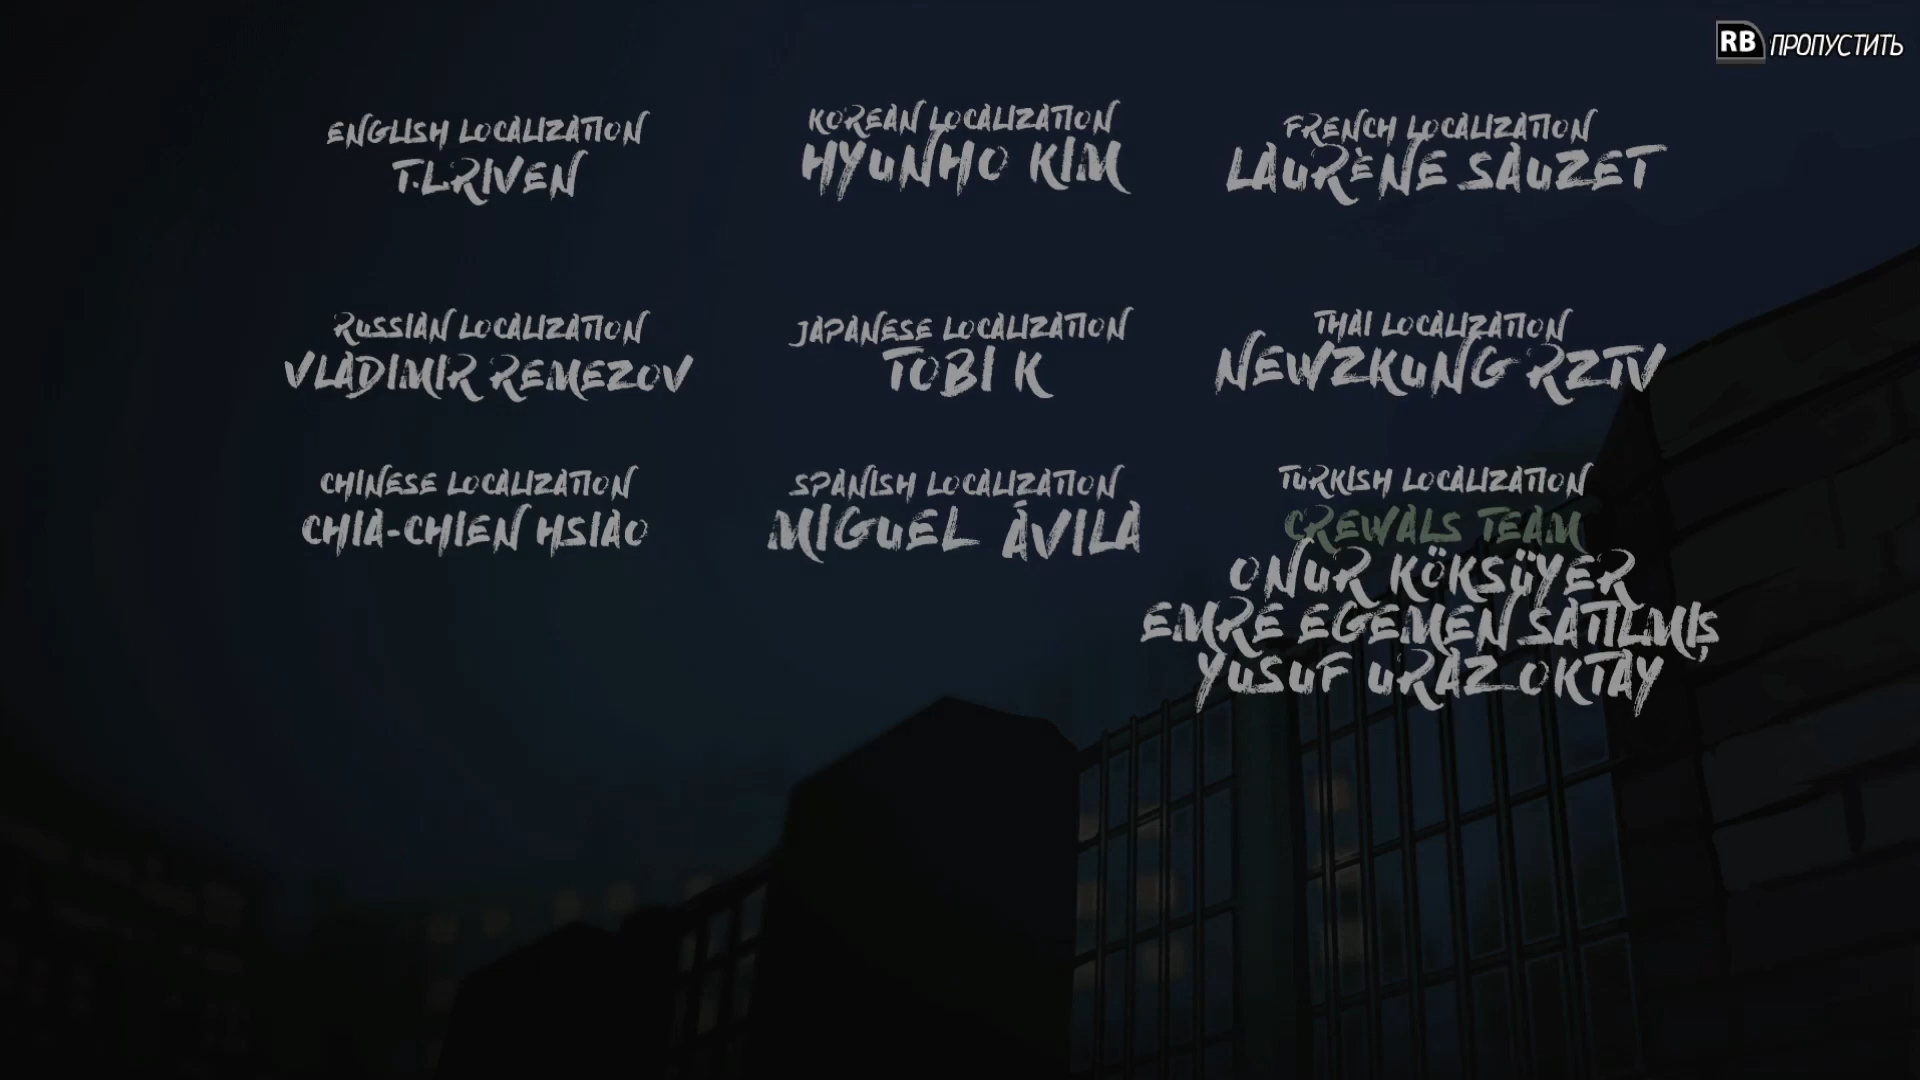 RB ПРОПУСТИТЬ
ENGLISH LOCALIZATION
T.L.RIVEN
KOREAN LOCALIZATION
HYUNHO KIM
FRENCH LOCALIZATION
LAURÈNE SAUZET
RUSSIAN LOCALIZATION
VLADIMIR REMEZOV
JAPANESE LOCALIZATION
TOBI K
THAI LOCALIZATION
NEWZKUNG RZTV
CHINESE LOCALIZATION
CHIA-CHIEN HSIAO
SPANISH LOCALIZATION
MIGUEL ÁVILA
TURKISH LOCALIZATION
CREWALS TEAM
ONUR KÖKSÜYER
EMRE EGEMEN SATILMIŞ
YUSUF URAZ OKTAY